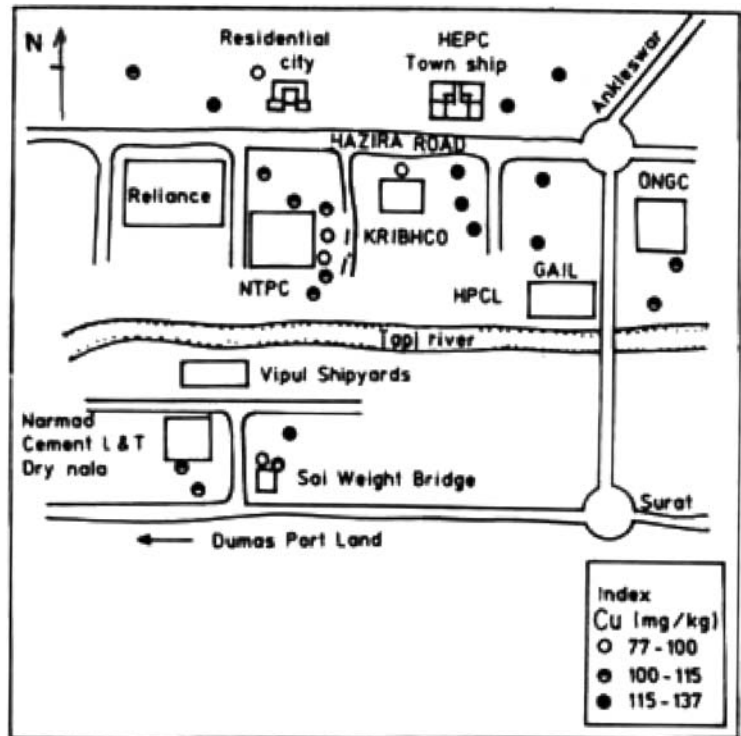 N
Residential
city
HEPC
Town ship
Ankleswar
HAZIRA ROAD
Reliance
KRIBHCO
ONGC
NTPC
HPCL
GAIL
Tapi river
Vipul Shipyards
Narmad
Cement L & T
Dry nala
Sai Weight Bridge
Surat
Dumas Port Land
Index
Cu (mg/kg)
77 - 100
100 - 115
115 - 137